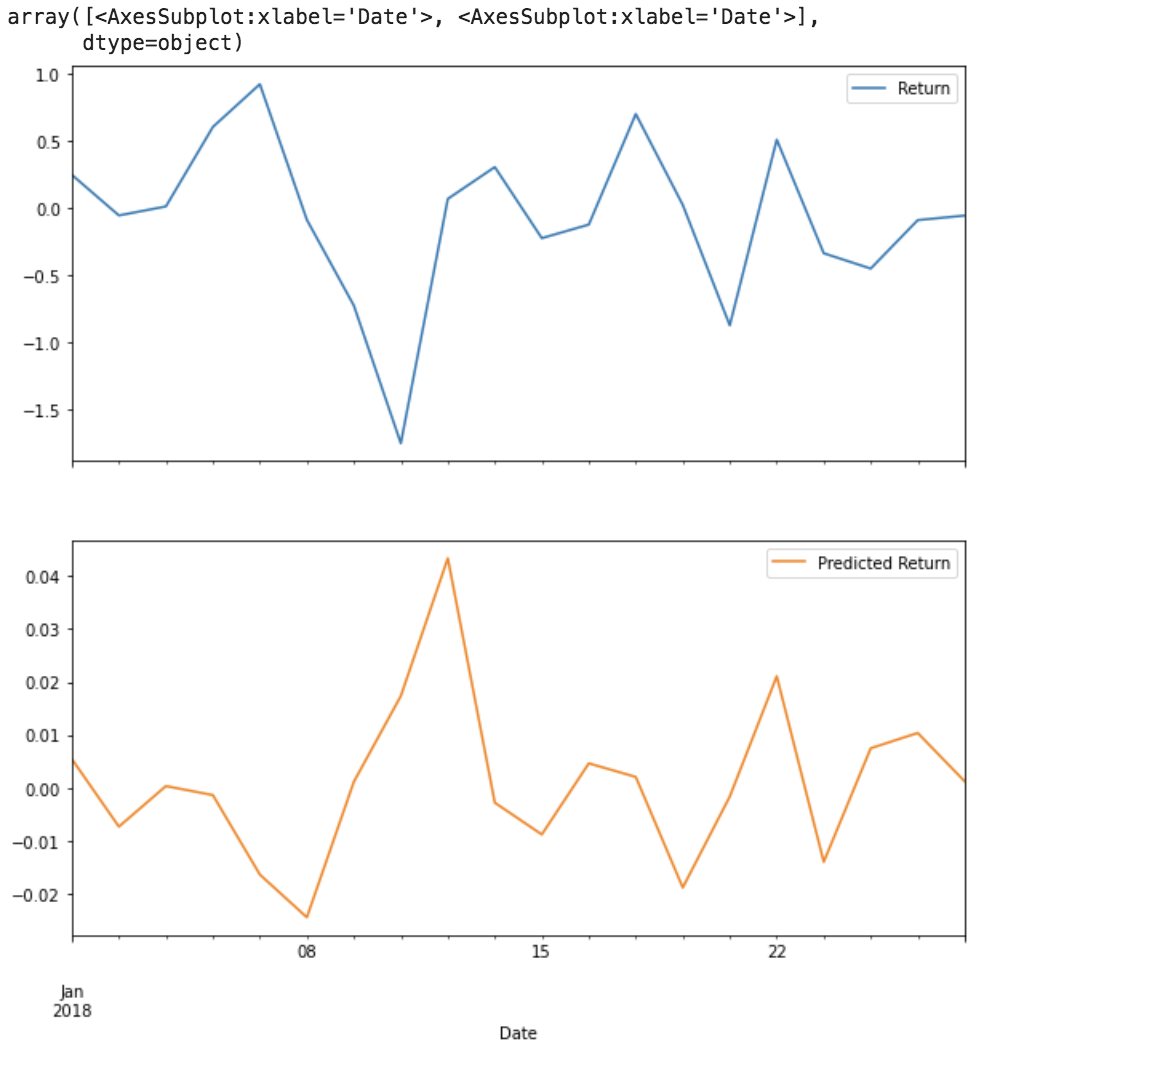 array([<AxesSubplot:xlabel='Date'>, <AxesSubplot:xlabel='Date'>],
      dtype=object)
1.0
Return
0.5
0.0
−0.5
−1.0
−1.5
Predicted Return
0.04
0.03
0.02
0.01
0.00
−0.01
−0.02
08 15 22
Jan
2018
Date